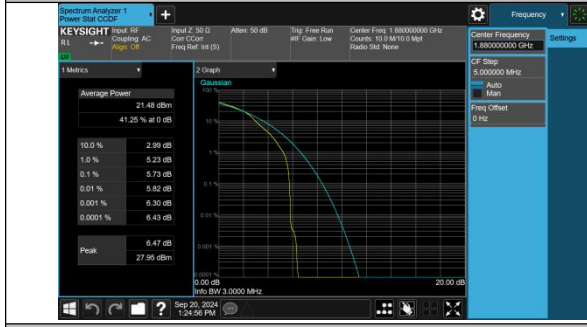 Spectrum Analyzer 1
Power Stat CCDF
+
Frequency
KEYSIGHT
RL
Input: RF
Coupling: AC
Align: Off
Input Z: 50 Ω
Corr CCorr
Freq Ref: Int (S)
Atten: 50 dB
Trig: Free Run
#IF Gain: Low
Center Freq: 1.880000000 GHz
Counts: 10.0 M/10.0 Mpt
Radio Std: None
Center Frequency
1.880000000 GHz
Settings
CF Step
5.000000 MHz
Auto
Man
Freq Offset
0 Hz
1 Metrics
Average Power
21.48 dBm
41.25 % at 0 dB
10.0 % 2.99 dB
1.0 % 5.23 dB
0.1 % 5.73 dB
0.01 % 5.82 dB
0.001 % 6.30 dB
0.0001 % 6.43 dB
Peak
6.47 dB
27.95 dBm
2 Graph
Gaussian
100 %
10 %
1 %
0.1 %
0.01 %
0.001 %
0.0001 %
0.00 dB
20.00 dB
Info BW 3.0000 MHz
?
Sep 20, 2024
1:24:56 PM